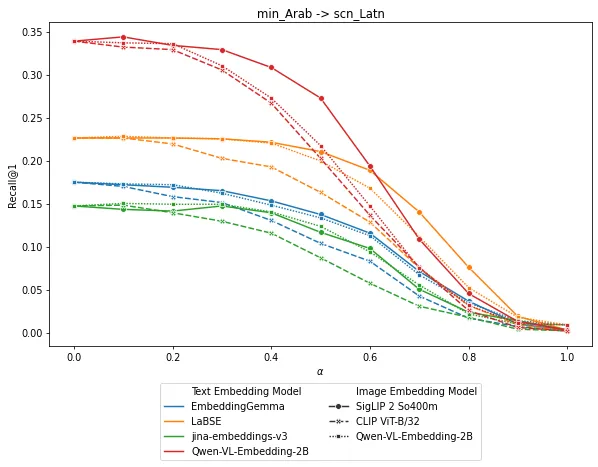 min_Arab -> scn_Latn
0.35
0.30
0.25
0.20
0.15
0.10
0.05
0.00
Recall@1
0.0 0.2 0.4 0.6 0.8 1.0
α
Text Embedding Model
EmbeddingGemma
LaBSE
jina-embeddings-v3
Qwen-VL-Embedding-2B
Image Embedding Model
SigLIP 2 So400m
CLIP ViT-B/32
Qwen-VL-Embedding-2B